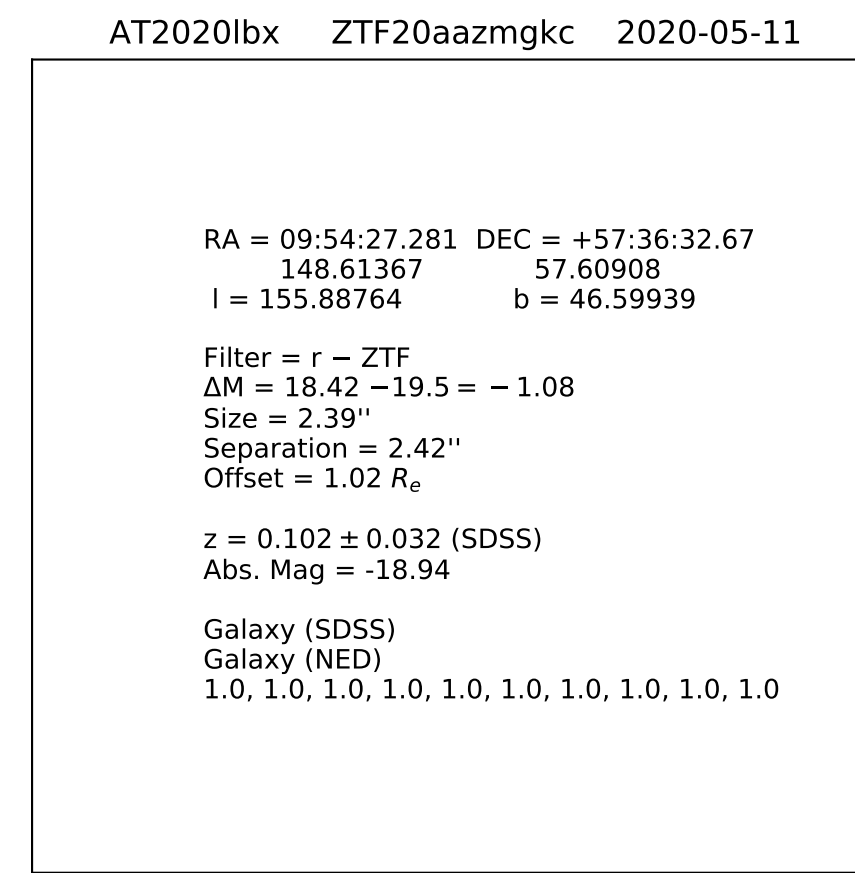 AT2020lbx ZTF20aazmgkc 2020-05-11
RA = 09:54:27.281 DEC = +57:36:32.67
148.61367 57.60908
l = 155.88764 b = 46.59939
Filter = r − ZTF
ΔM = 18.42 −19.5 = − 1.08
Size = 2.39''
Separation = 2.42''
Offset = 1.02 Re
z = 0.102 ± 0.032 (SDSS)
Abs. Mag = -18.94
Galaxy (SDSS)
Galaxy (NED)
1.0, 1.0, 1.0, 1.0, 1.0, 1.0, 1.0, 1.0, 1.0, 1.0